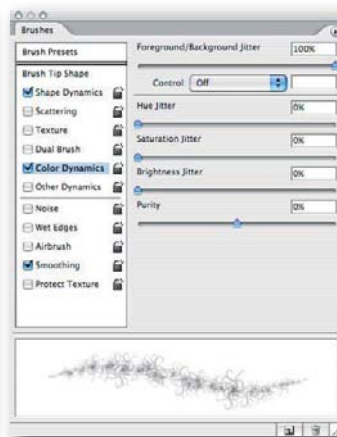 Brushes
Brush Presets
Brush Tip Shape
Shape Dynamics
Scattering
Texture
Dual Brush
Color Dynamics
Other Dynamics
Noise
Wet Edges
Airbrush
Smoothing
Protect Texture
Foreground/Background Jitter 100%
Control: Off
Hue Jitter 0%
Saturation Jitter 0%
Brightness Jitter 0%
Purity 0%